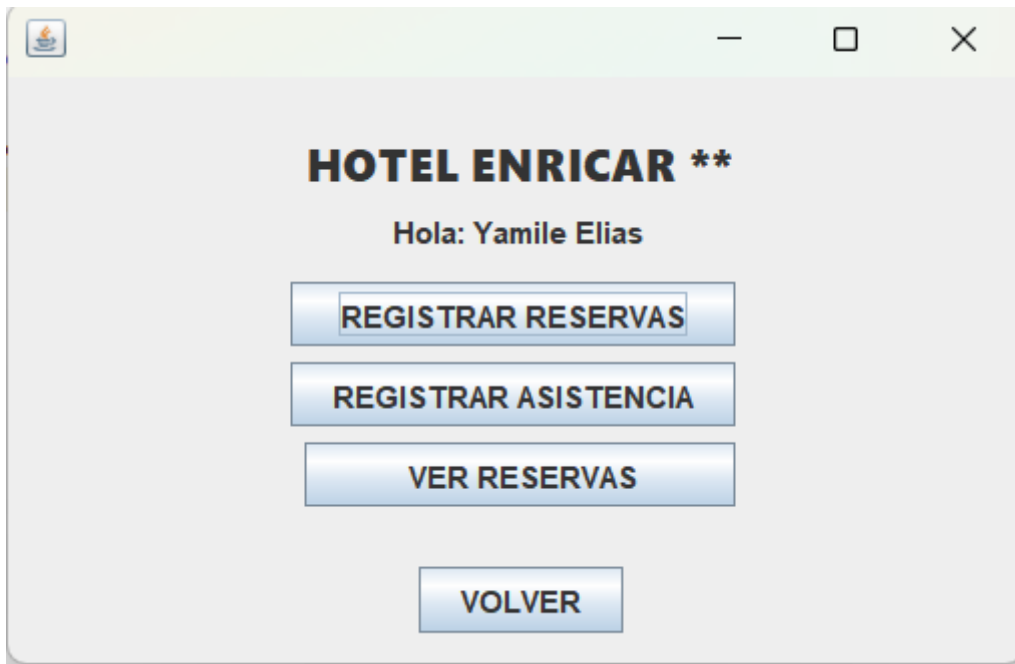 HOTEL ENRICAR **
Hola: Yamile Elias
REGISTRAR RESERVAS
REGISTRAR ASISTENCIA
VER RESERVAS
VOLVER